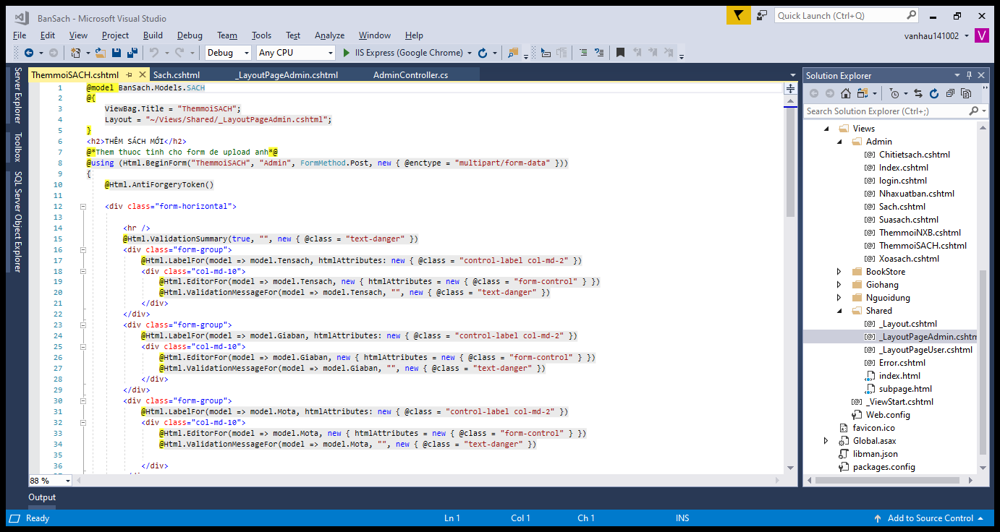 BanSach - Microsoft Visual Studio
Quick Launch (Ctrl+Q)
File Edit View Project Build Debug Team Tools Test Analyze Window Help
vanhau141002 V
Debug Any CPU IIS Express (Google Chrome)
Server Explorer
Toolbox
SQL Server Object Explorer
ThemmoiSACH.cshtml Sach.cshtml _LayoutPageAdmin.cshtml AdminController.cs
1 @model BanSach.Models.SACH
2 @{
3 ViewBag.Title = "ThemmoiSACH";
4 Layout = "~/Views/Shared/_LayoutPageAdmin.cshtml";
5 }
6 <h2>THÊM SÁCH MỚI</h2>
7 @*Them thuoc tinh cho form de upload anh*@
8 @using (Html.BeginForm("ThemmoiSACH", "Admin", FormMethod.Post, new { @enctype = "multipart/form-data" }))
9 {
10 @Html.AntiForgeryToken()
11
12 <div class="form-horizontal">
13
14 <hr />
15 @Html.ValidationSummary(true, "", new { @class = "text-danger" })
16 <div class="form-group">
17 @Html.LabelFor(model => model.Tensach, htmlAttributes: new { @class = "control-label col-md-2" })
18 <div class="col-md-10">
19 @Html.EditorFor(model => model.Tensach, new { htmlAttributes = new { @class = "form-control" } })
20 @Html.ValidationMessageFor(model => model.Tensach, "", new { @class = "text-danger" })
21 </div>
22 </div>
23 <div class="form-group">
24 @Html.LabelFor(model => model.Giaban, htmlAttributes: new { @class = "control-label col-md-2" })
25 <div class="col-md-10">
26 @Html.EditorFor(model => model.Giaban, new { htmlAttributes = new { @class = "form-control" } })
27 @Html.ValidationMessageFor(model => model.Giaban, "", new { @class = "text-danger" })
28 </div>
29 </div>
30 <div class="form-group">
31 @Html.LabelFor(model => model.Mota, htmlAttributes: new { @class = "control-label col-md-2" })
32 <div class="col-md-10">
33 @Html.EditorFor(model => model.Mota, new { htmlAttributes = new { @class = "form-control" } })
34 @Html.ValidationMessageFor(model => model.Mota, "", new { @class = "text-danger" })
35
36 </div>
88 %
Solution Explorer
Search Solution Explorer (Ctrl+;)
Views
Admin
Chitietsach.cshtml
Index.cshtml
login.cshtml
Nhaxuatban.cshtml
Sach.cshtml
Suasach.cshtml
ThemmoiNXB.cshtml
ThemmoiSACH.cshtml
Xoasach.cshtml
BookStore
Giohang
Nguoidung
Shared
_Layout.cshtml
_LayoutPageAdmin.cshtm
_LayoutPageUser.cshtml
Error.cshtml
index.html
subpage.html
_ViewStart.cshtml
Web.config
favicon.ico
Global.asax
libman.json
packages.config
Output
Ready Ln 1 Col 1 Ch 1 INS Add to Source Control